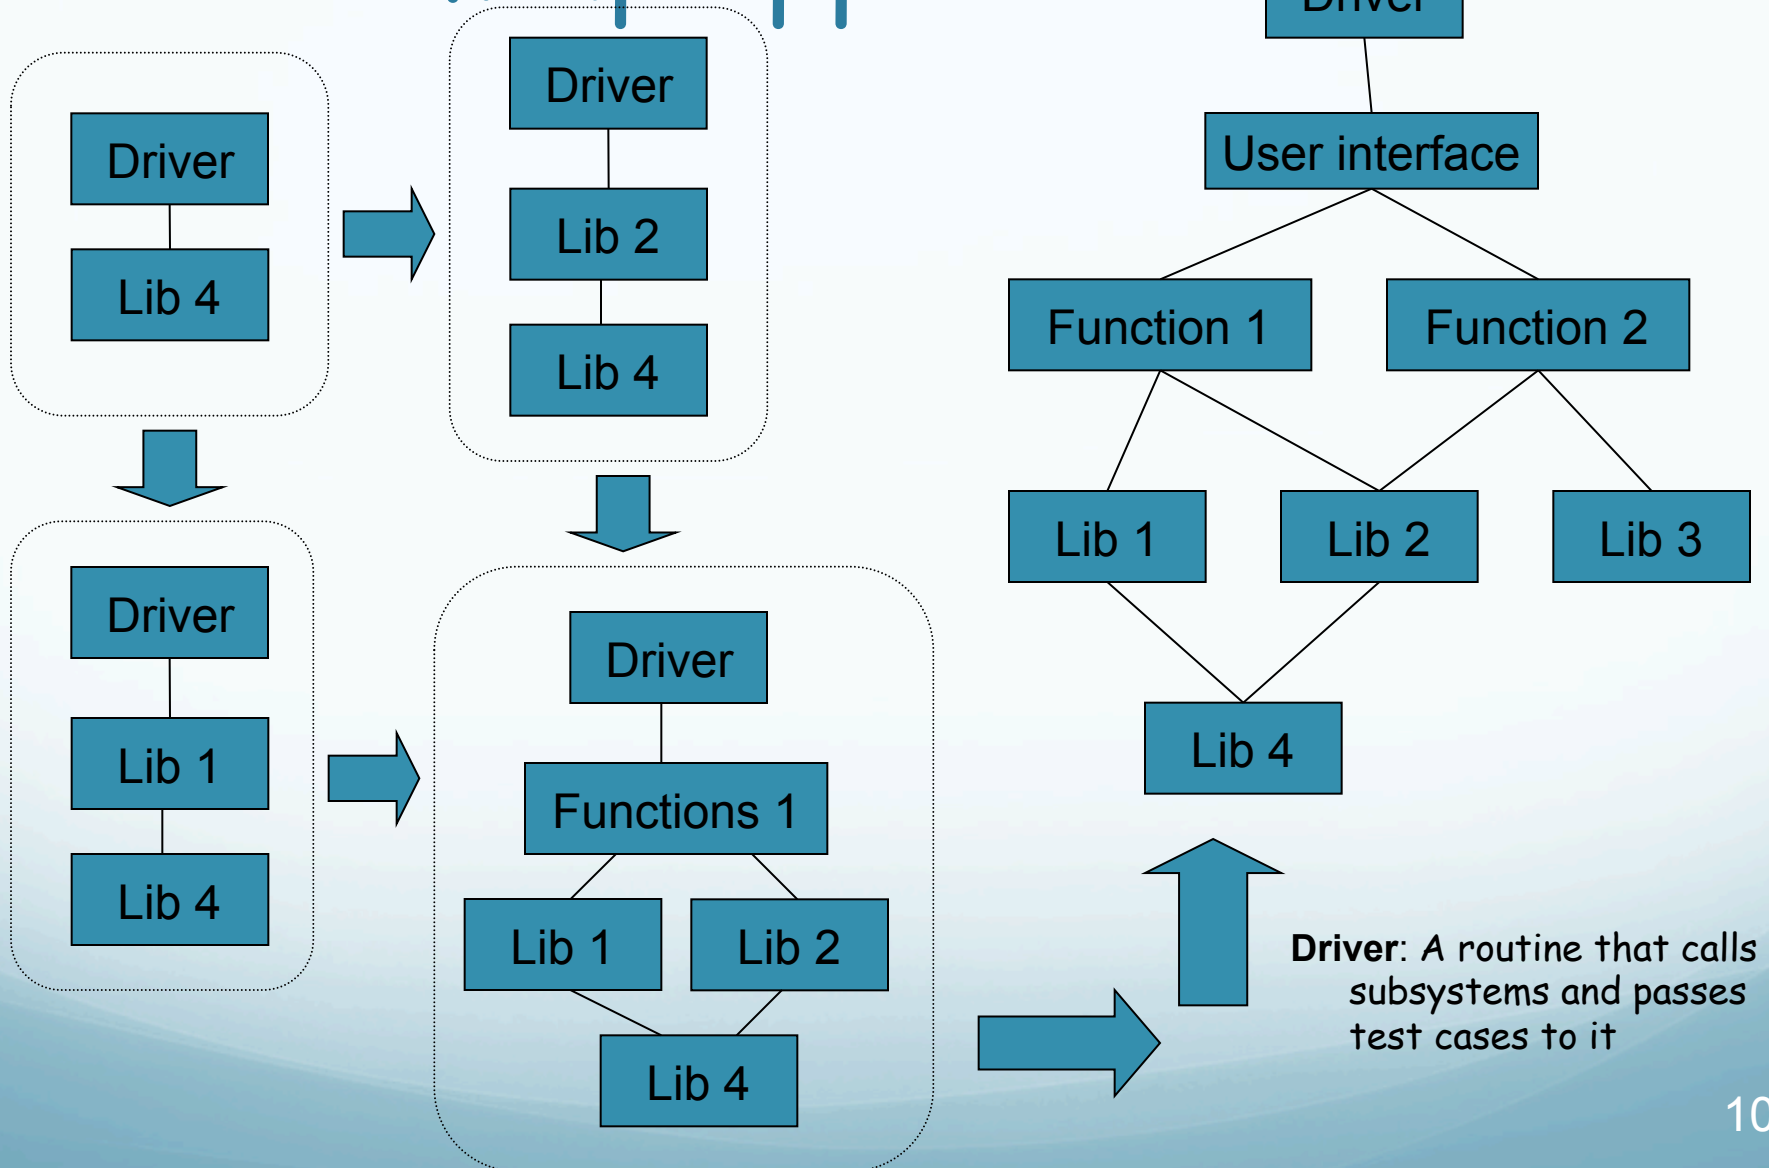 Driver
Lib 4
Driver
Lib 2
Lib 4
Driver
Lib 1
Lib 4
Driver
Functions 1
Lib 1
Lib 2
Lib 4
Driver
User interface
Function 1
Function 2
Lib 1
Lib 2
Lib 3
Lib 4
Driver: A routine that calls
subsystems and passes
test cases to it
10